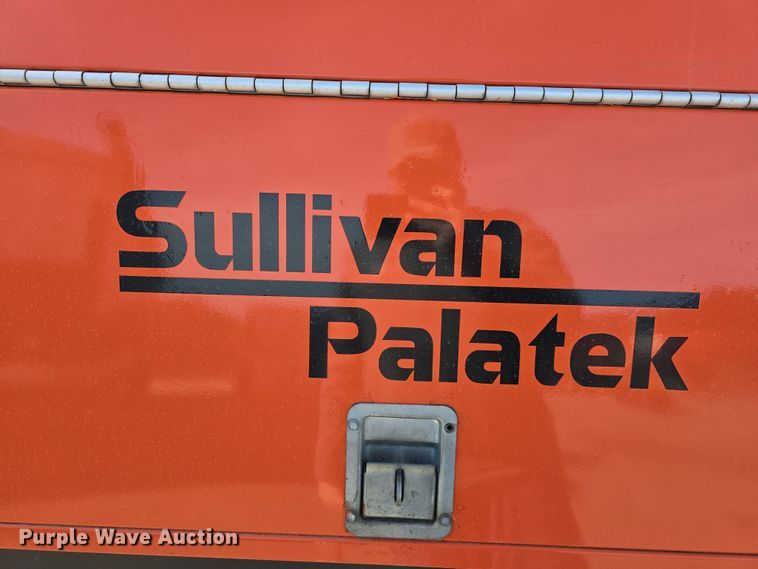 Sullivan
Palatek
Purple Wave Auction®